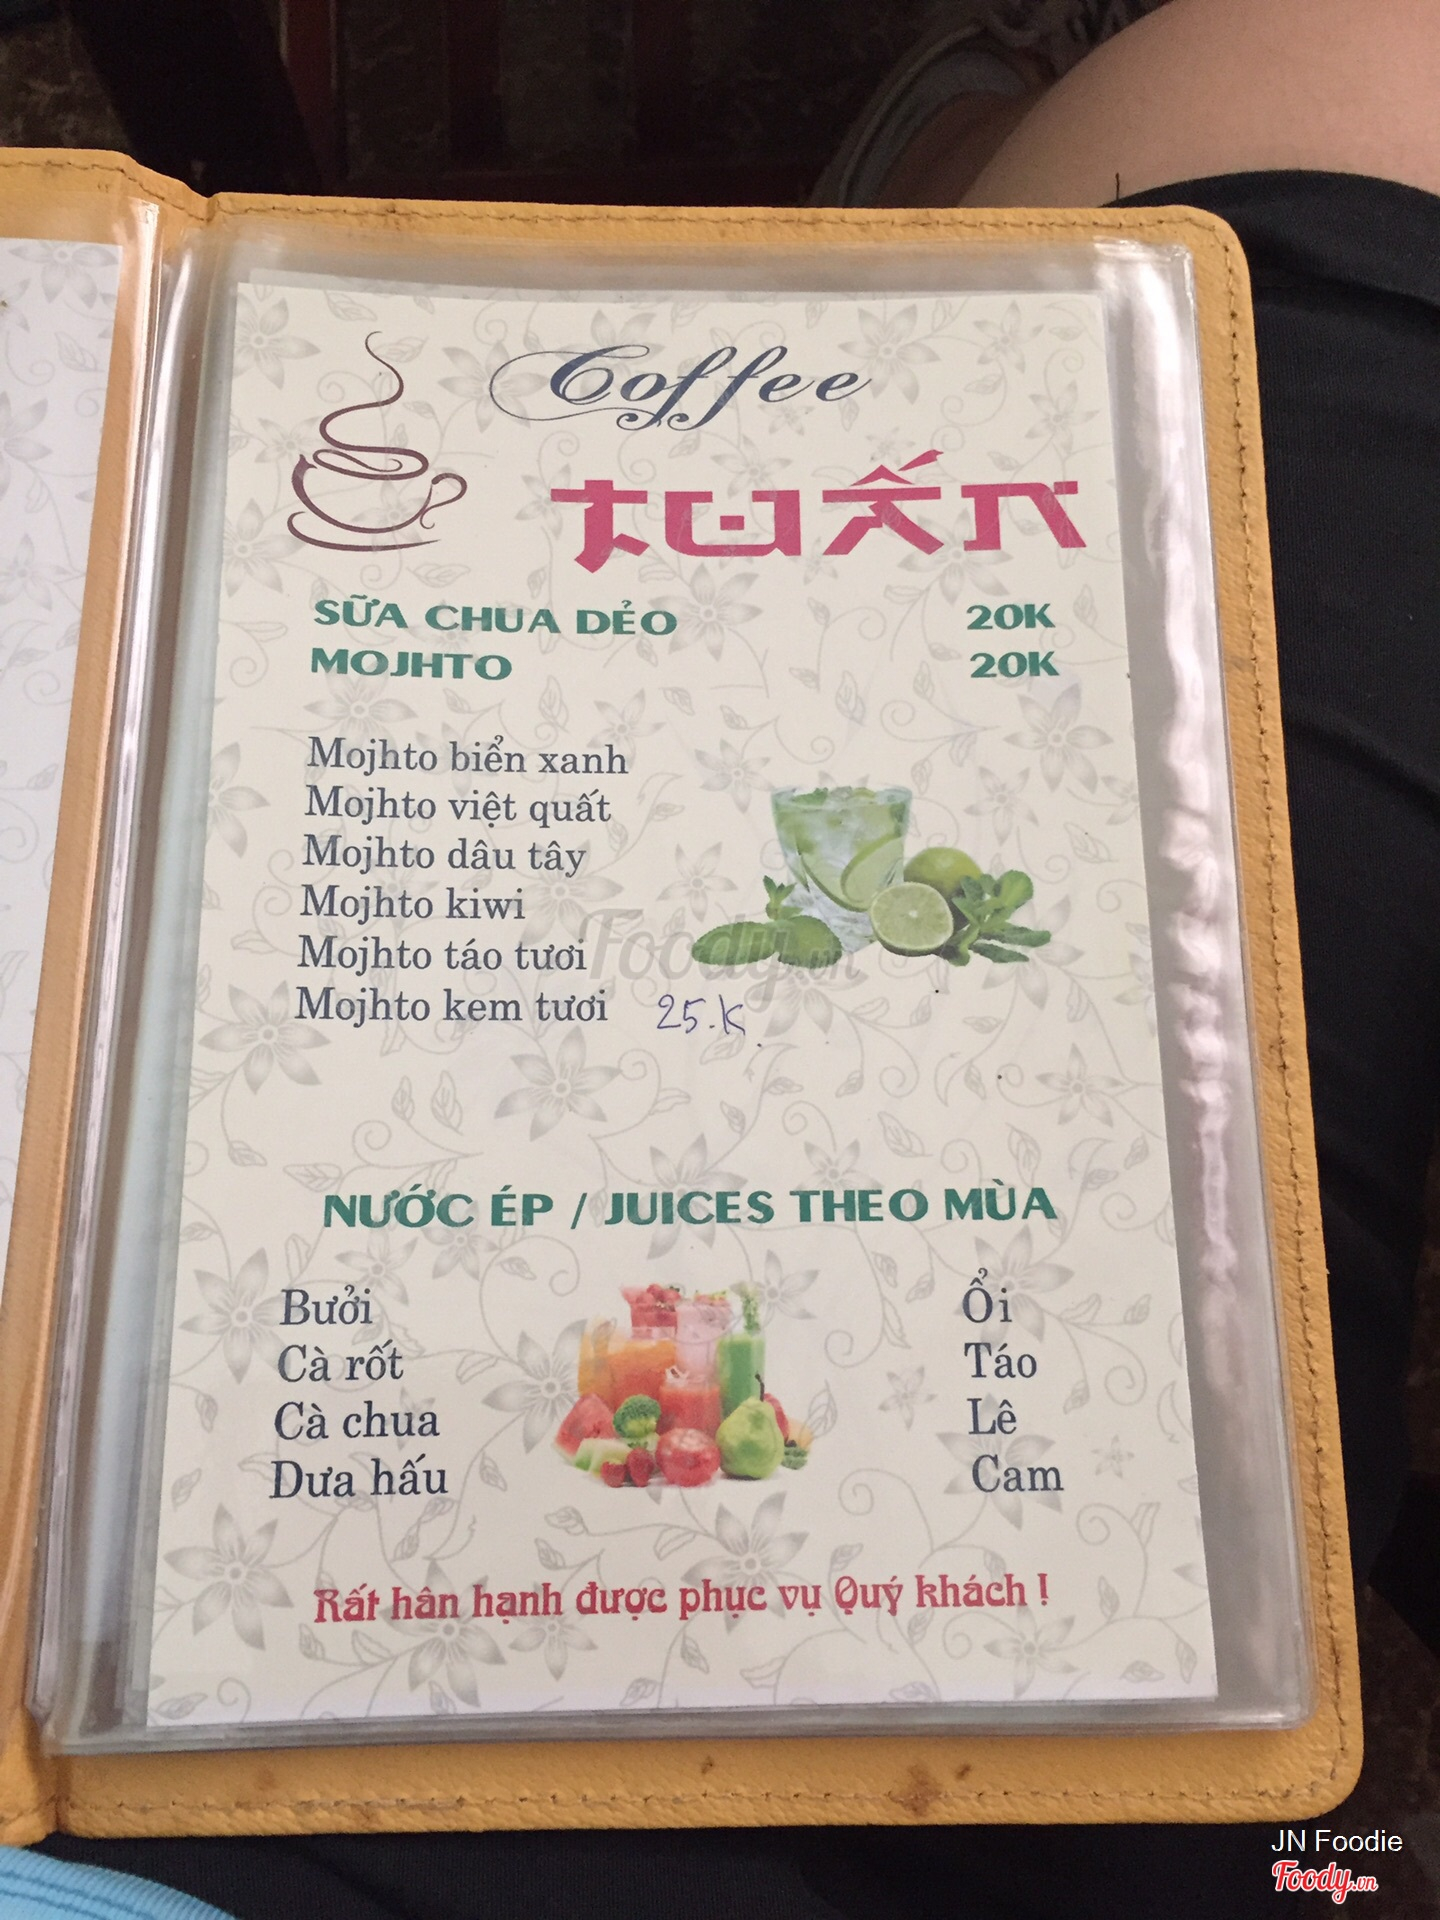 Coffee
TUẤN
SỮA CHUA DẺO 20K
MOJHTO 20K
Mojhto biển xanh
Mojhto việt quất
Mojhto dâu tây
Mojhto kiwi
Mojhto táo tươi
Mojhto kem tươi 25.K
Foody.vn
NƯỚC ÉP / JUICES THEO MÙA
Bưởi
Cà rốt
Cà chua
Dưa hấu
Ổi
Táo
Lê
Cam
Rất hân hạnh được phục vụ Quý khách !
JN Foodie
Foody.vn